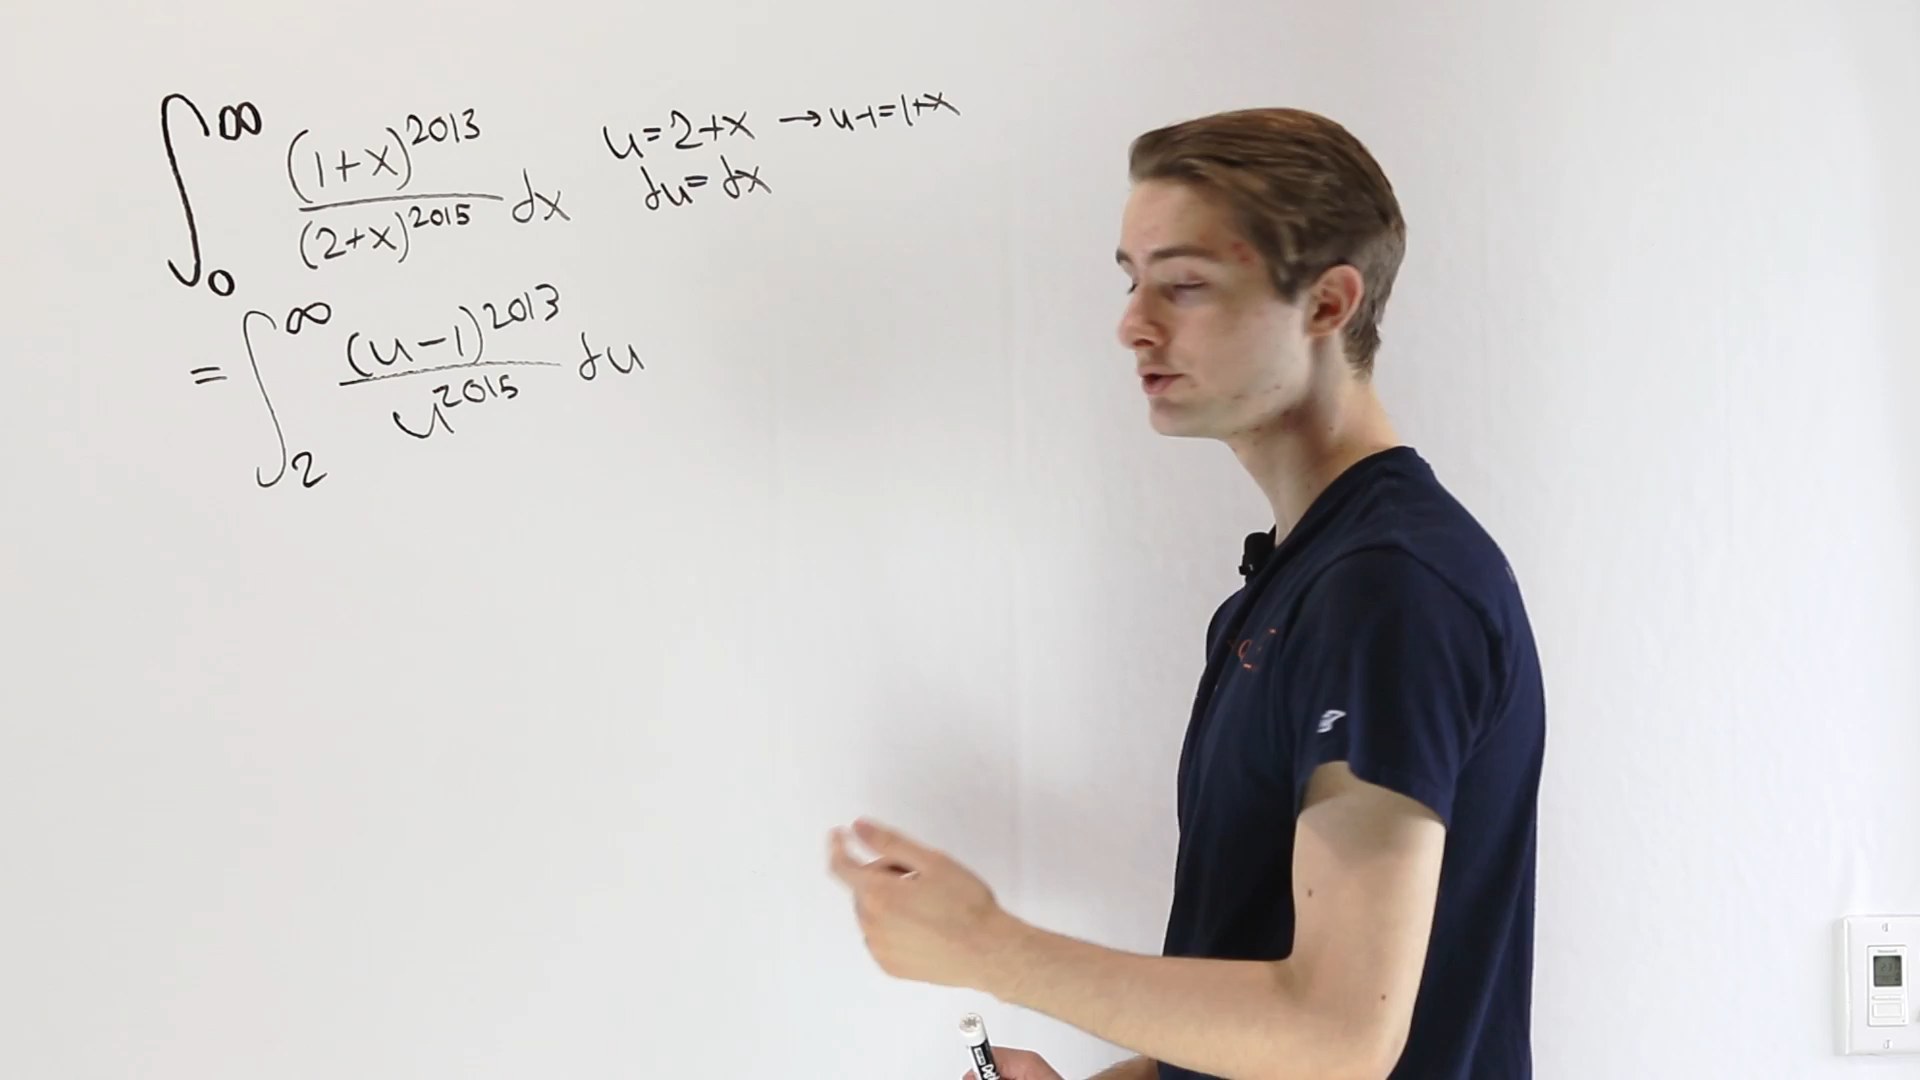 ∫₀^∞ (1+x)^2013 / (2+x)^2015 dx
u=2+x → u-1=1+x
du=dx
= ∫₂^∞ (u-1)^2013 / u^2015 du